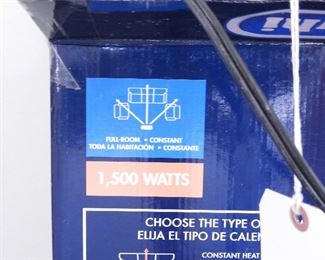 ni
FULL-ROOM • CONSTANT
TODA LA HABITACIÓN • CONSTANTE
1,500 WATTS
CHOOSE THE TYPE O
ELIJA EL TIPO DE CALEN
CONSTANT HEAT